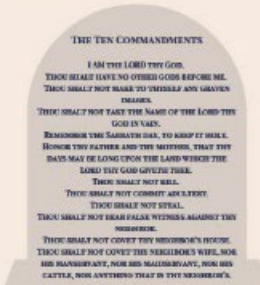 THE TEN COMMANDMENTS
I AM THE LORD THY GOD.
THOU SHALT HAVE NO OTHER GODS BEFORE ME.
THOU SHALT NOT MAKE TO THYSELF ANY GRAVEN
IMAGES.
THOU SHALT NOT TAKE THE NAME OF THE LORD THY
GOD IN VAIN.
REMEMBER THE SABBATH DAY, TO KEEP IT HOLY.
HONOR THY FATHER AND THY MOTHER, THAT THY
DAYS MAY BE LONG UPON THE LAND WHICH THE
LORD THY GOD GIVETH THEE.
THOU SHALT NOT KILL.
THOU SHALT NOT COMMIT ADULTERY.
THOU SHALT NOT STEAL.
THOU SHALT NOT BEAR FALSE WITNESS AGAINST THY
NEIGHBOR.
THOU SHALT NOT COVET THY NEIGHBOR'S HOUSE.
THOU SHALT NOT COVET THY NEIGHBOR'S WIFE, NOR
HIS MANSERVANT, NOR HIS MAIDSERVANT, NOR HIS
CATTLE, NOR ANYTHING THAT IS THY NEIGHBOR'S.